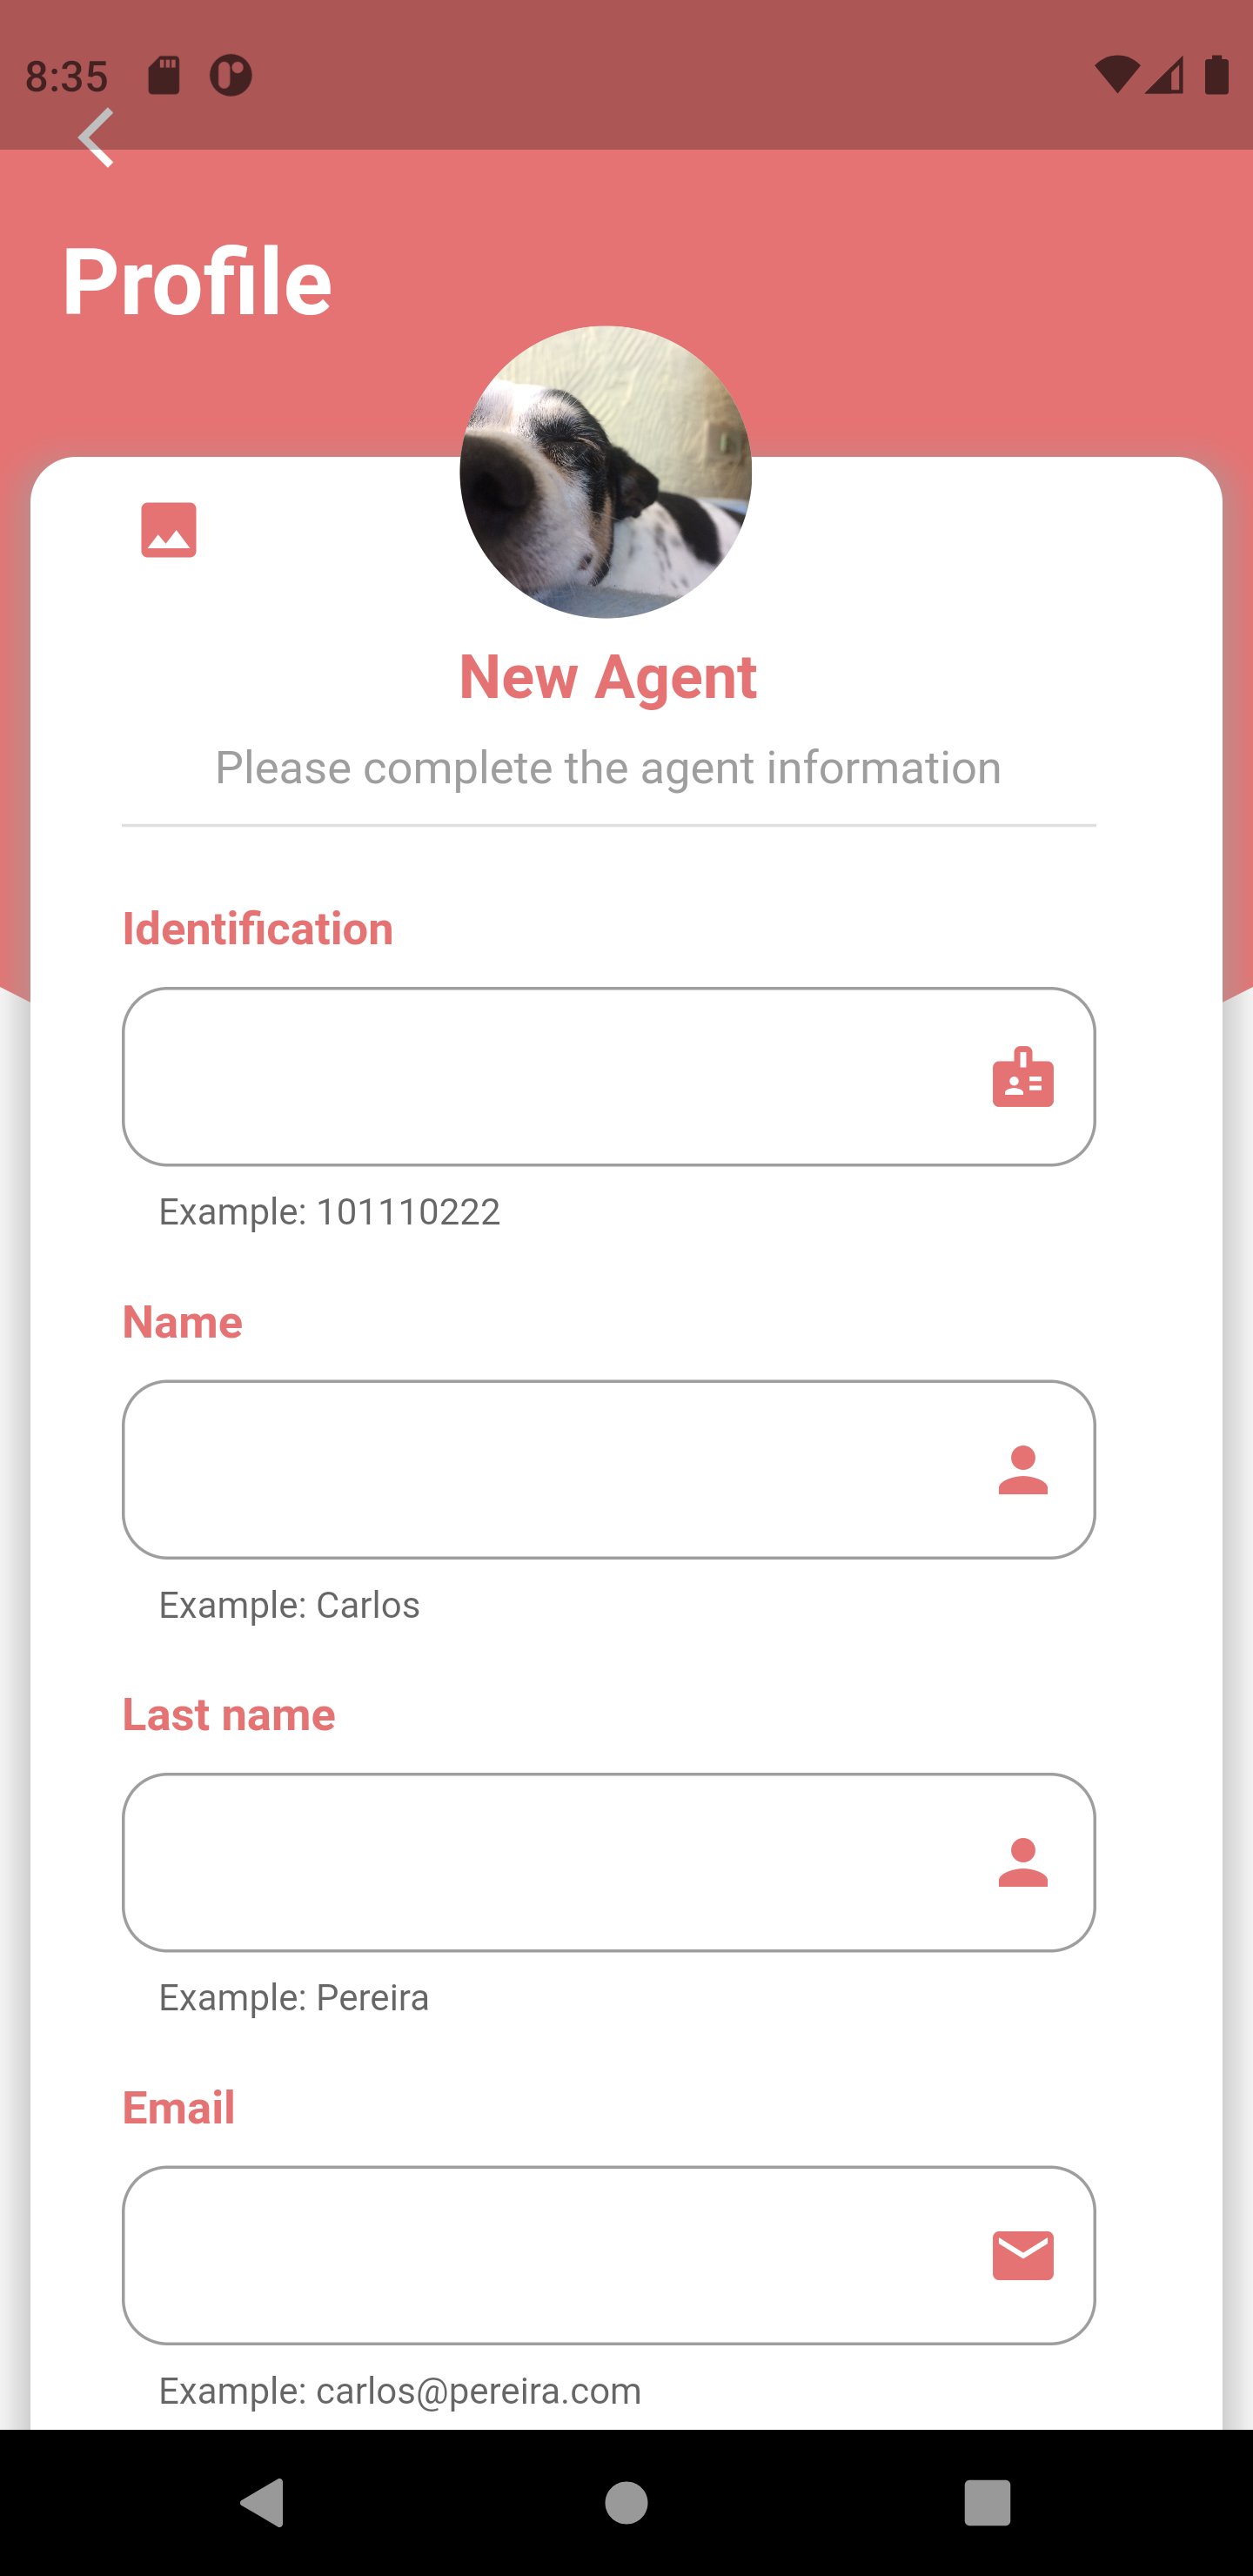 8:35
Profile
New Agent
Please complete the agent information
Identification
Example: 101110222
Name
Example: Carlos
Last name
Example: Pereira
Email
Example: carlos@pereira.com